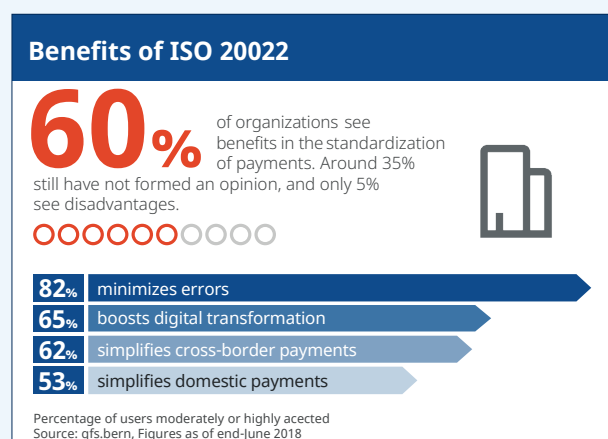 Benefits of ISO 20022
60%
of organizations see
benefits in the standardization
of payments. Around 35%
still have not formed an opinion, and only 5%
see disadvantages.
82% minimizes errors
65% boosts digital transformation
62% simplifies cross-border payments
53% simplifies domestic payments
Percentage of users moderately or highly acected
Source: gfs.bern, Figures as of end-June 2018